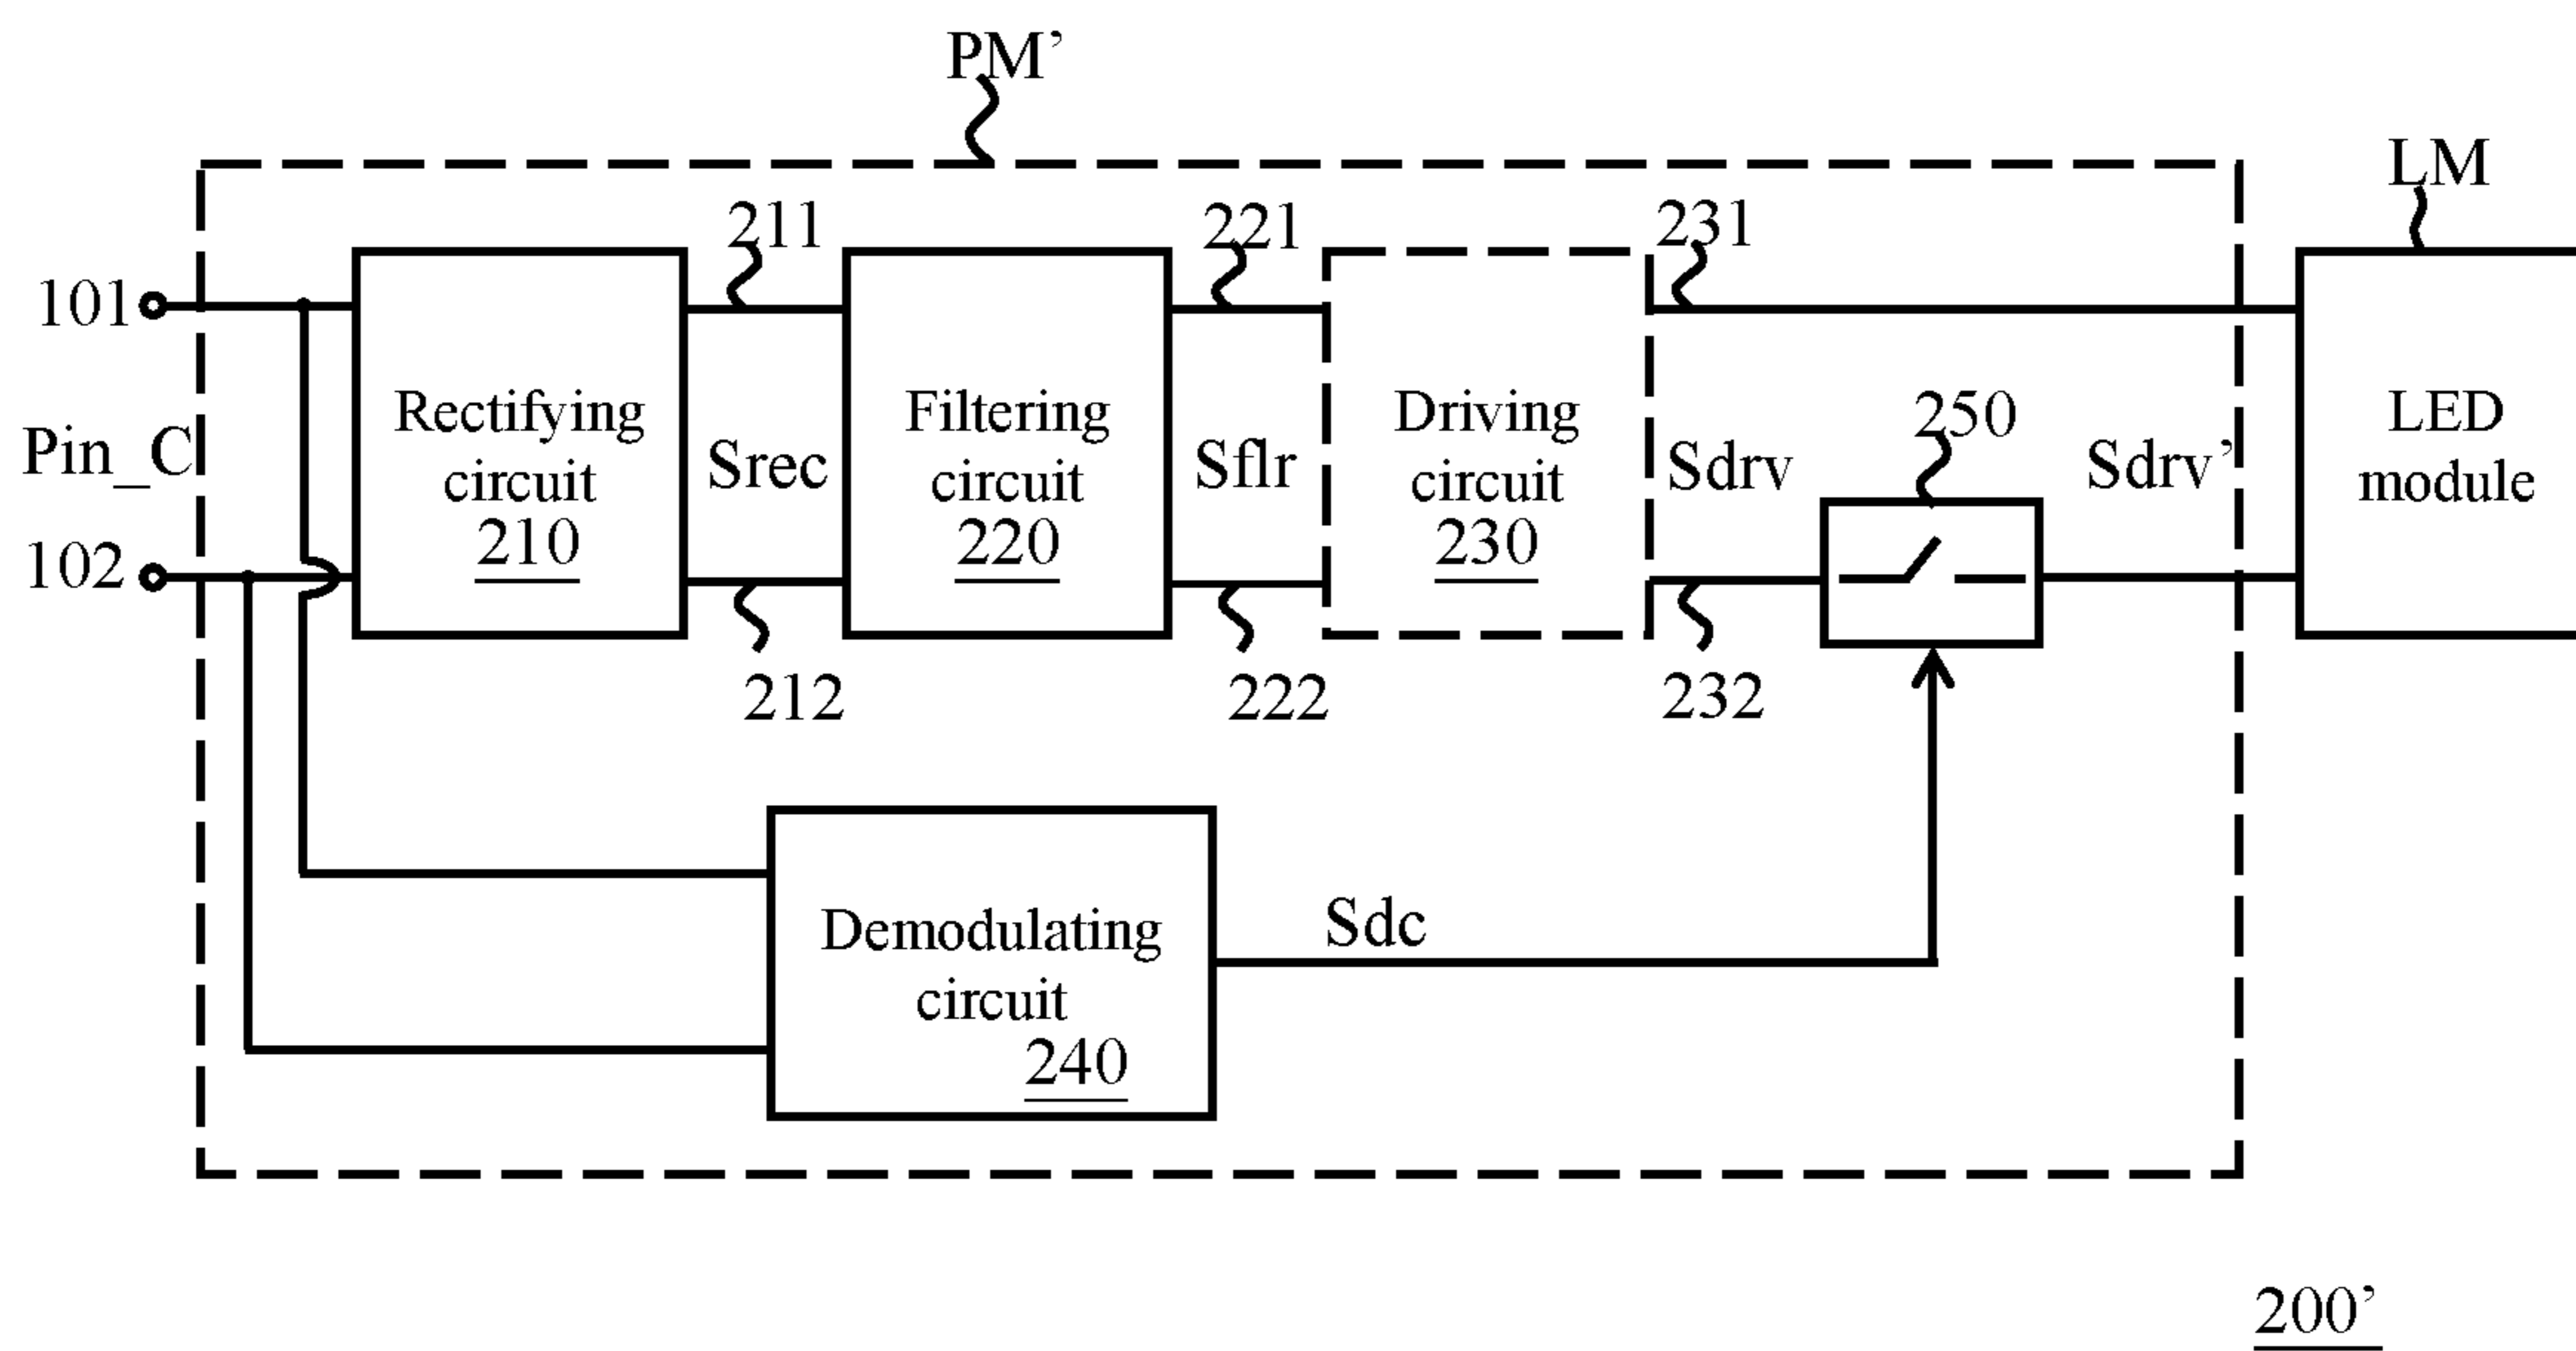 PM’
LM
211
221
231
101
Rectifying
circuit
210
Srec
Filtering
circuit
220
Sflr
Driving
circuit
230
Sdrv
250
Sdrv’
LED
module
Pin_C
102
212
222
232
Demodulating
circuit
240
Sdc
200’